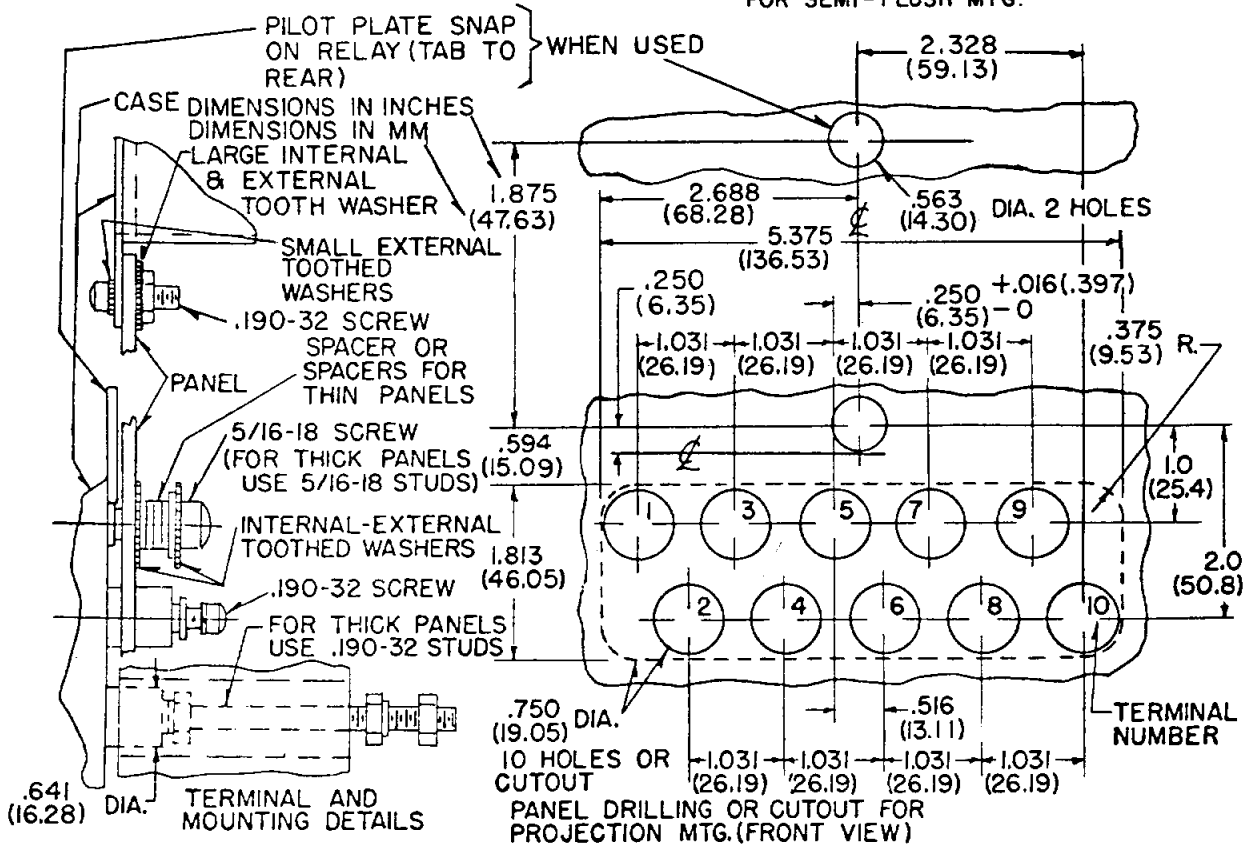 FOR SEMI-FLUSH MTG.
PILOT PLATE SNAP
ON RELAY (TAB TO
REAR)
WHEN USED
2.328
(59.13)
CASE
DIMENSIONS IN INCHES
DIMENSIONS IN MM
LARGE INTERNAL
& EXTERNAL
TOOTH WASHER
1.875
(47.63)
2.688
(68.28)
.563
(14.30)
DIA. 2 HOLES
℄
5.375
(136.53)
SMALL EXTERNAL
TOOTHED
WASHERS
.250
(6.35)
.250
(6.35)
+.016(.397)
-0
.190-32 SCREW
1.031
(26.19)
1.031
(26.19)
1.031
(26.19)
1.031
(26.19)
.375
(9.53)
R.
SPACER OR
SPACERS FOR
THIN PANELS
PANEL
5/16-18 SCREW
(FOR THICK PANELS
USE 5/16-18 STUDS)
.594
(15.09)
℄
1.0
(25.4)
1
3
5
7
9
INTERNAL-EXTERNAL
TOOTHED WASHERS
1.813
(46.05)
2.0
(50.8)
.190-32 SCREW
2
4
6
8
10
FOR THICK PANELS
USE .190-32 STUDS
.750
(19.05)
DIA.
.516
(13.11)
TERMINAL
NUMBER
10 HOLES OR
CUTOUT
1.031
(26.19)
1.031
(26.19)
1.031
(26.19)
1.031
(26.19)
.641
(16.28)
DIA.
TERMINAL AND
MOUNTING DETAILS
PANEL DRILLING OR CUTOUT FOR
PROJECTION MTG. (FRONT VIEW)